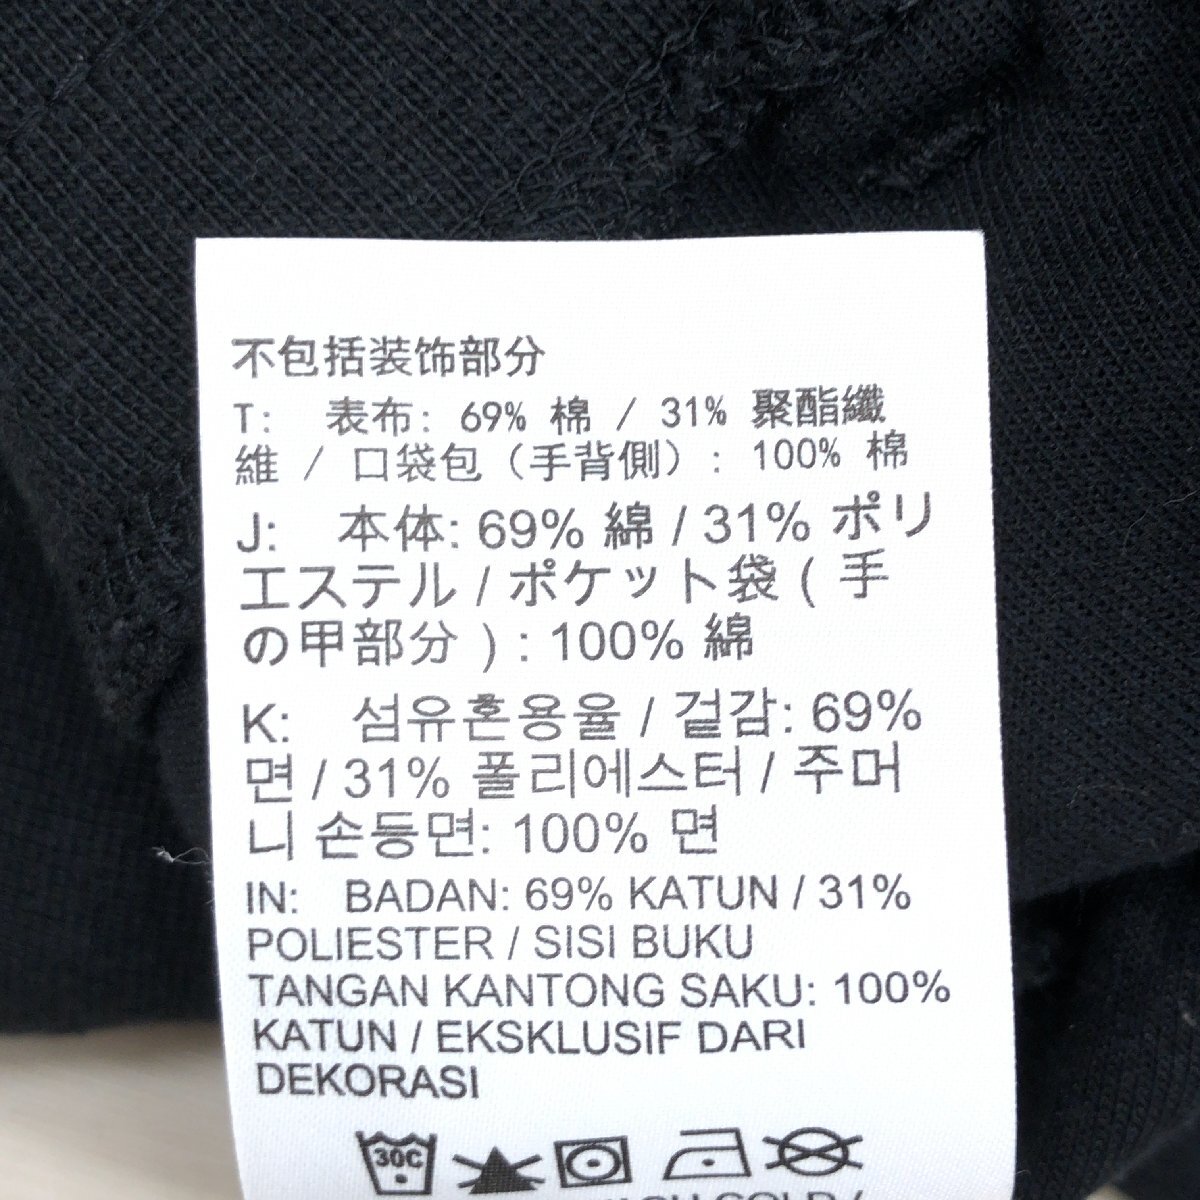 不包括装饰部分
T: 表布: 69% 棉 / 31% 聚酯纖
維 / 口袋包（手背側）: 100% 棉
J: 本体: 69% 綿 / 31% ポリ
エステル / ポケット袋 ( 手
の甲部分 ) : 100% 綿
K: 섬유혼용율 / 겉감: 69%
면 / 31% 폴리에스터 / 주머
니 손등면: 100% 면
IN: BADAN: 69% KATUN / 31%
POLIESTER / SISI BUKU
TANGAN KANTONG SAKU: 100%
KATUN / EKSKLUSIF DARI
DEKORASI
30C